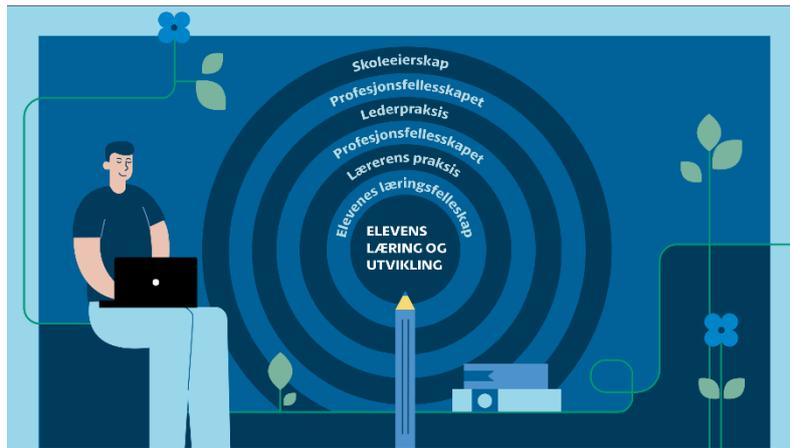 Skoleeierskap
Profesjonsfellesskapet
Lederpraksis
Profesjonsfellesskapet
Lærerens praksis
Elevenes læringsfelleskap
ELEVENS
LÆRING OG
UTVIKLING